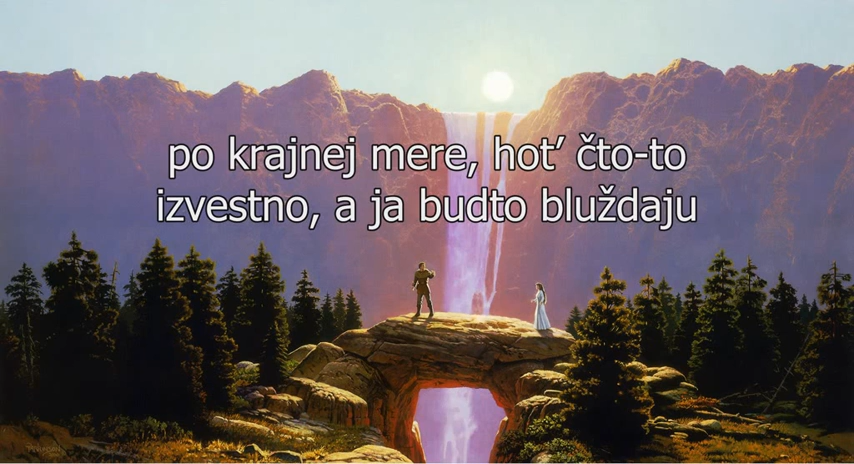 po krajnej mere, hot’ čto-to
izvestno, a ja budto bluždaju